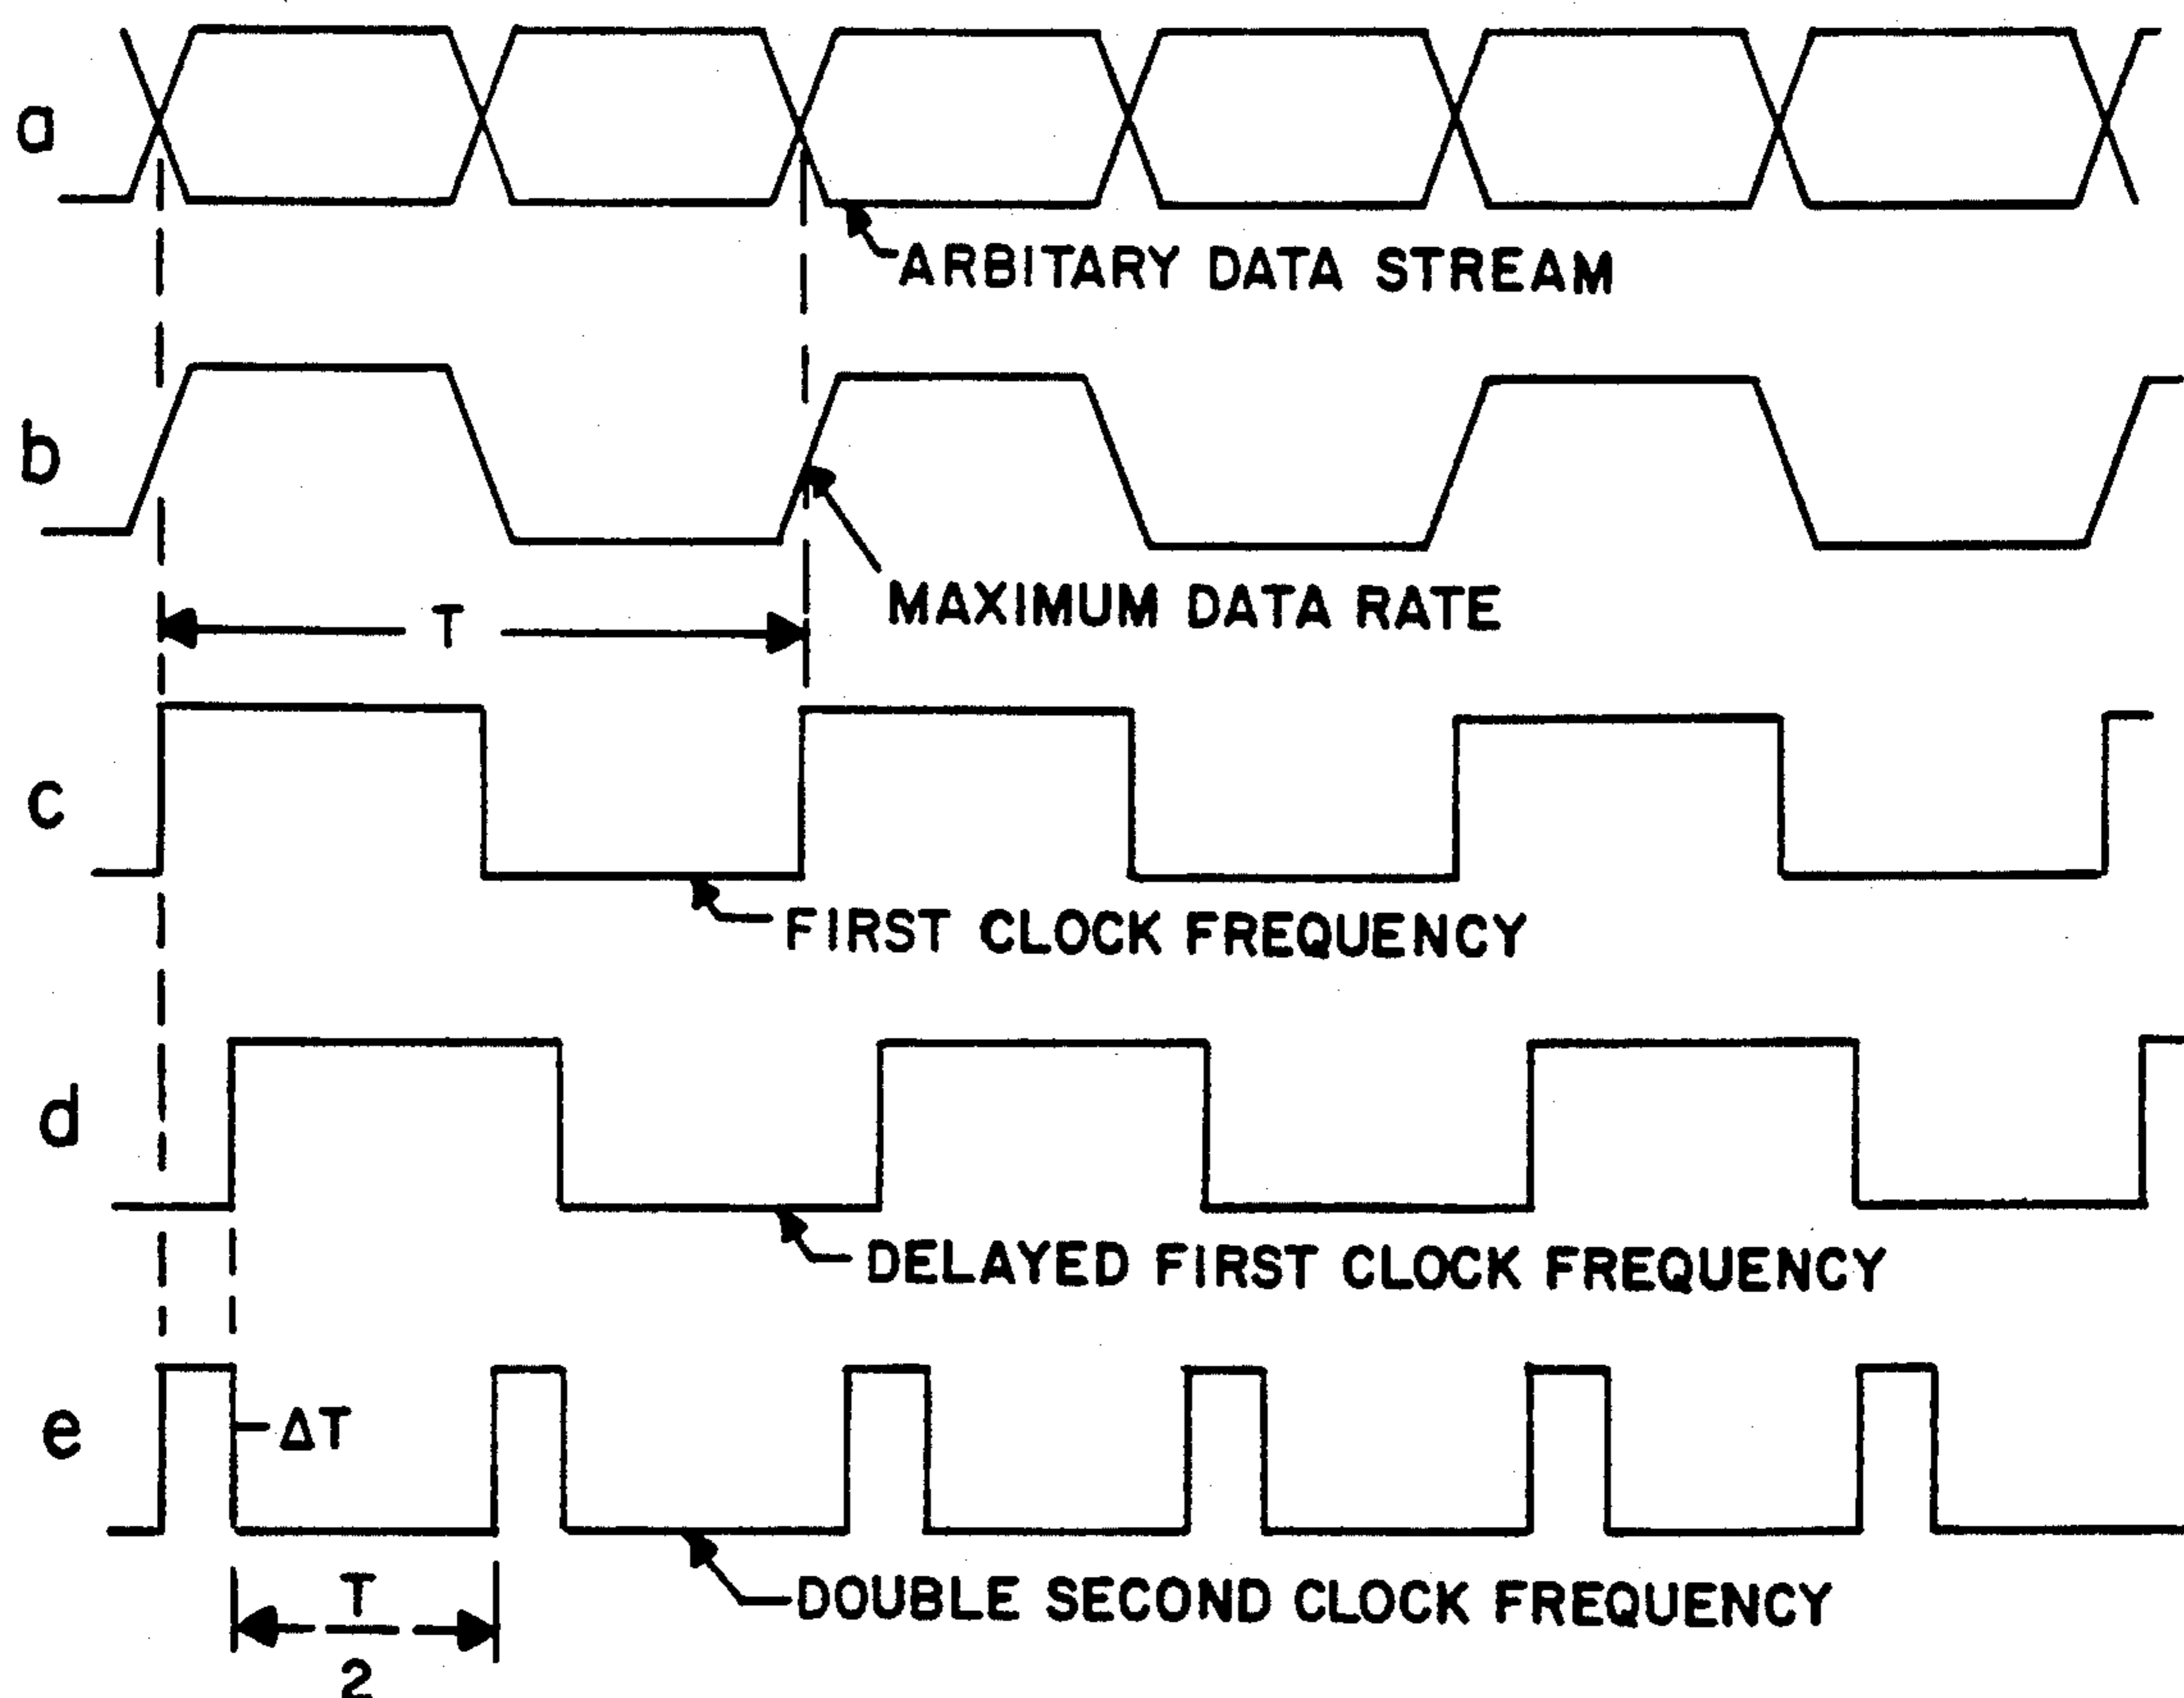 a
ARBITARY DATA STREAM
b
MAXIMUM DATA RATE
T
c
FIRST CLOCK FREQUENCY
d
DELAYED FIRST CLOCK FREQUENCY
e
ΔT
DOUBLE SECOND CLOCK FREQUENCY
T
2